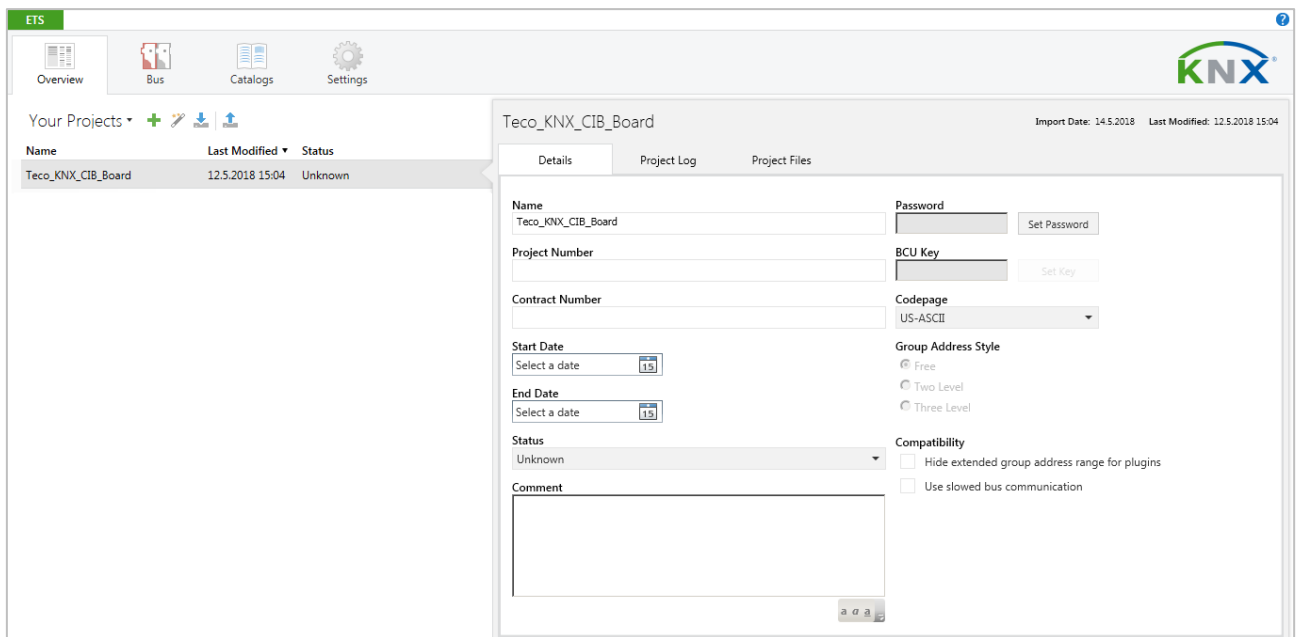 ETS
Overview
Bus
Catalogs
Settings
KNX
Your Projects
Name Last Modified Status
Teco_KNX_CIB_Board 12.5.2018 15:04 Unknown
Teco_KNX_CIB_Board
Import Date: 14.5.2018 Last Modified: 12.5.2018 15:04
Details Project Log Project Files
Name
Teco_KNX_CIB_Board
Project Number
Contract Number
Start Date
Select a date 15
End Date
Select a date 15
Status
Unknown
Comment
a a a
Password
Set Password
BCU Key
Set Key
Codepage
US-ASCII
Group Address Style
Free
Two Level
Three Level
Compatibility
Hide extended group address range for plugins
Use slowed bus communication